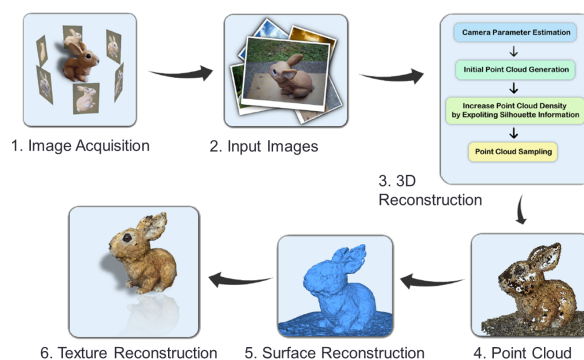 Camera Parameter Estimation
Initial Point Cloud Generation
Increase Point Cloud Density
by Expoliting Silhouette Information
Point Cloud Sampling
1. Image Acquisition
2. Input Images
3. 3D
Reconstruction
6. Texture Reconstruction
5. Surface Reconstruction
4. Point Cloud